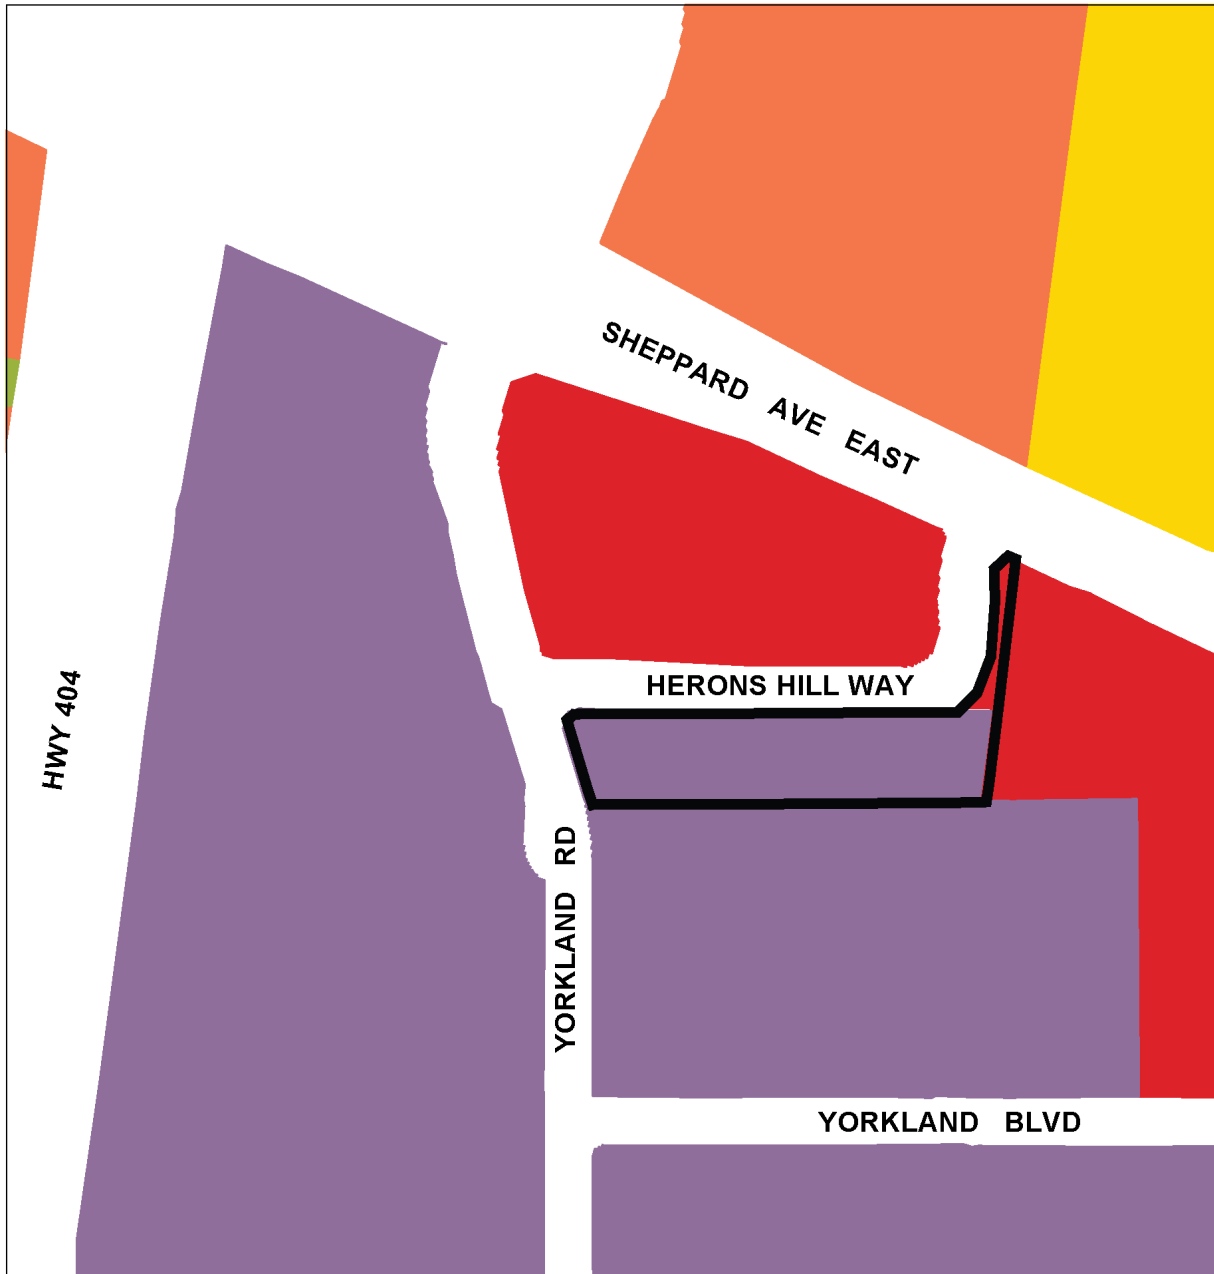 SHEPPARD AVE EAST
HERONS HILL WAY
HWY 404
YORKLAND RD
YORKLAND BLVD